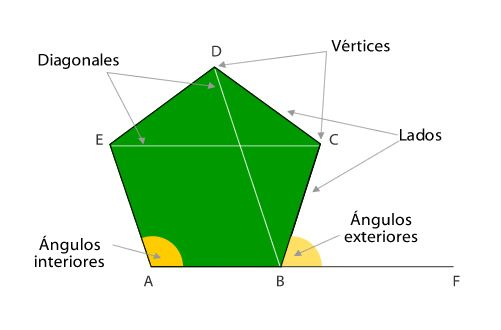 D
Vértices
Diagonales
E
C
Lados
Ángulos
exteriores
Ángulos
interiores
A
B
F